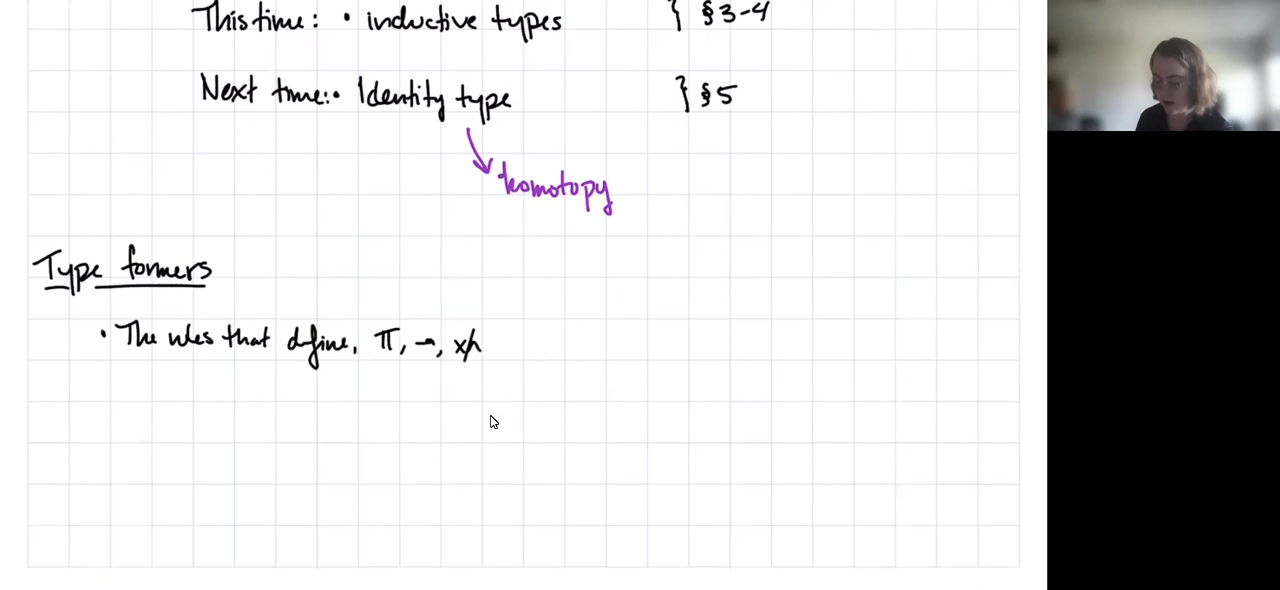 This time: • inductive types } §3-4
Next time: • Identity type } §5
homotopy
Type formers
• The rules that define, π, →,